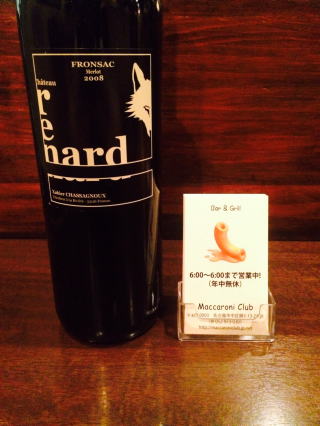 FRONSAC
Merlot
2008
Château
renard
Xavier CHASSAGNOUX
Bar & Grill
6:00～6:00まで営業中!
(年中無休)
Maccaroni Club